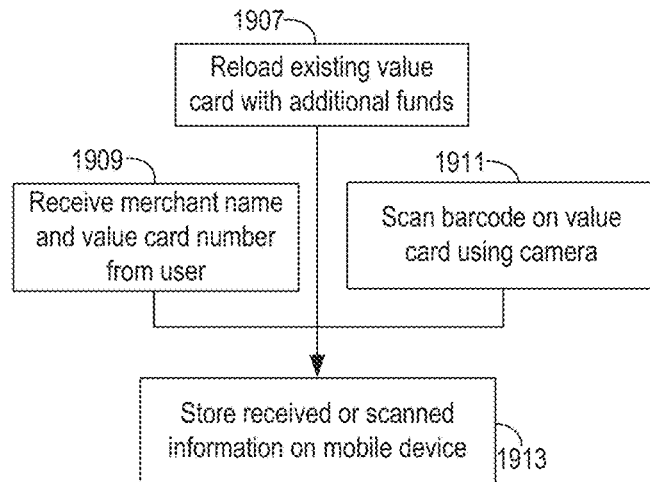 1907
Reload existing value
card with additional funds
1909
Receive merchant name
and value card number
from user
1911
Scan barcode on value
card using camera
Store received or scanned
information on mobile device
1913